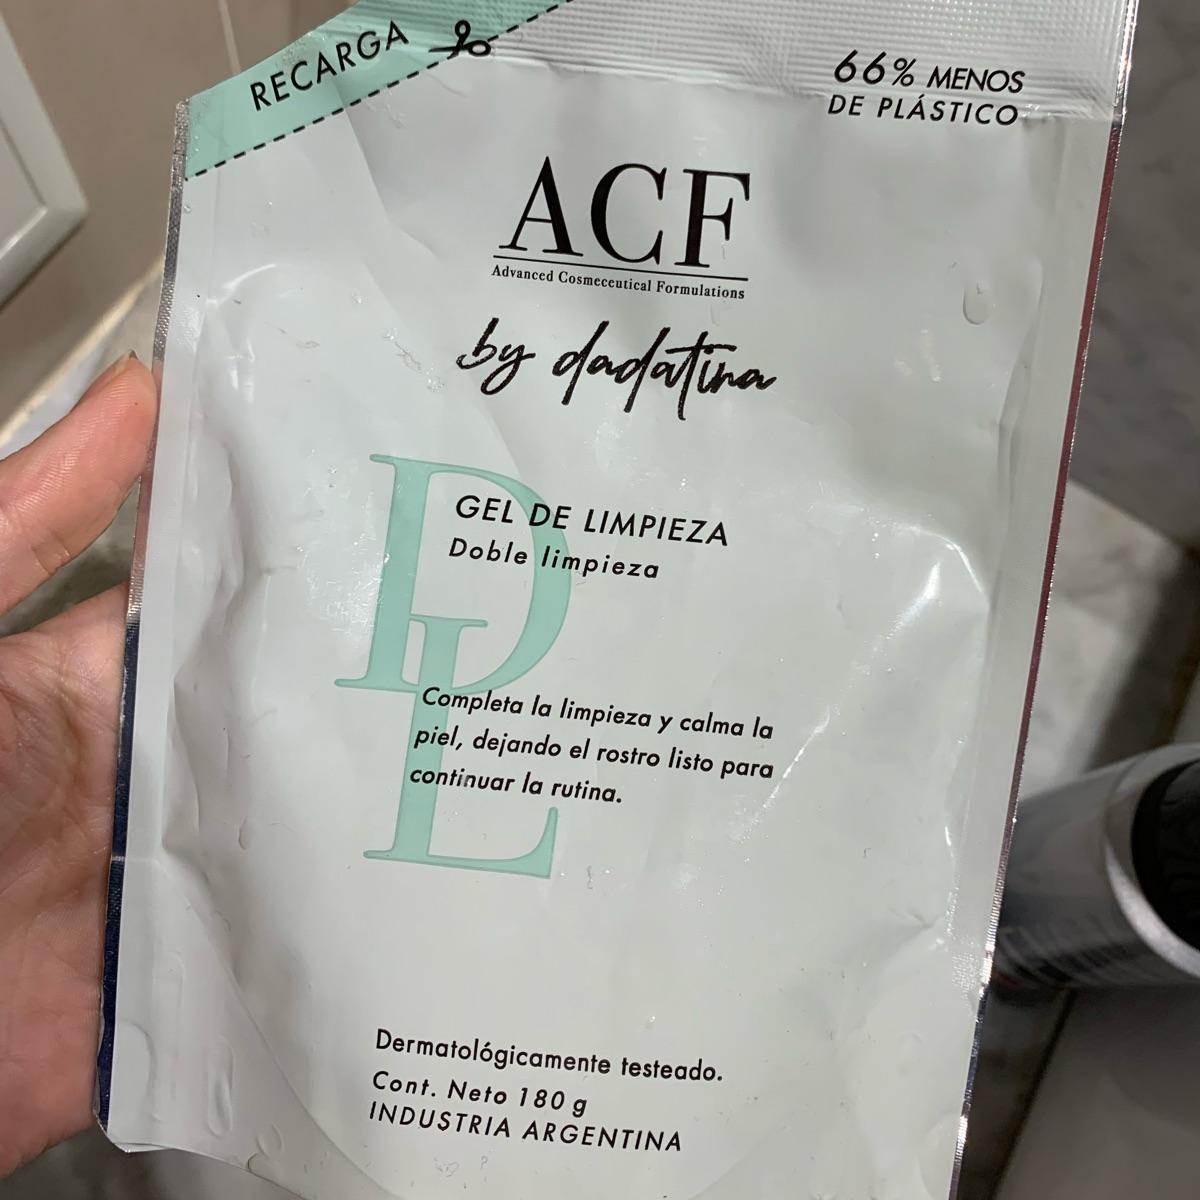 RECARGA
66% MENOS
DE PLÁSTICO
ACF
Advanced Cosmeceutical Formulations
by dadatina
DL
GEL DE LIMPIEZA
Doble limpieza
Completa la limpieza y calma la
piel, dejando el rostro listo para
continuar la rutina.
Dermatológicamente testeado.
Cont. Neto 180 g
INDUSTRIA ARGENTINA